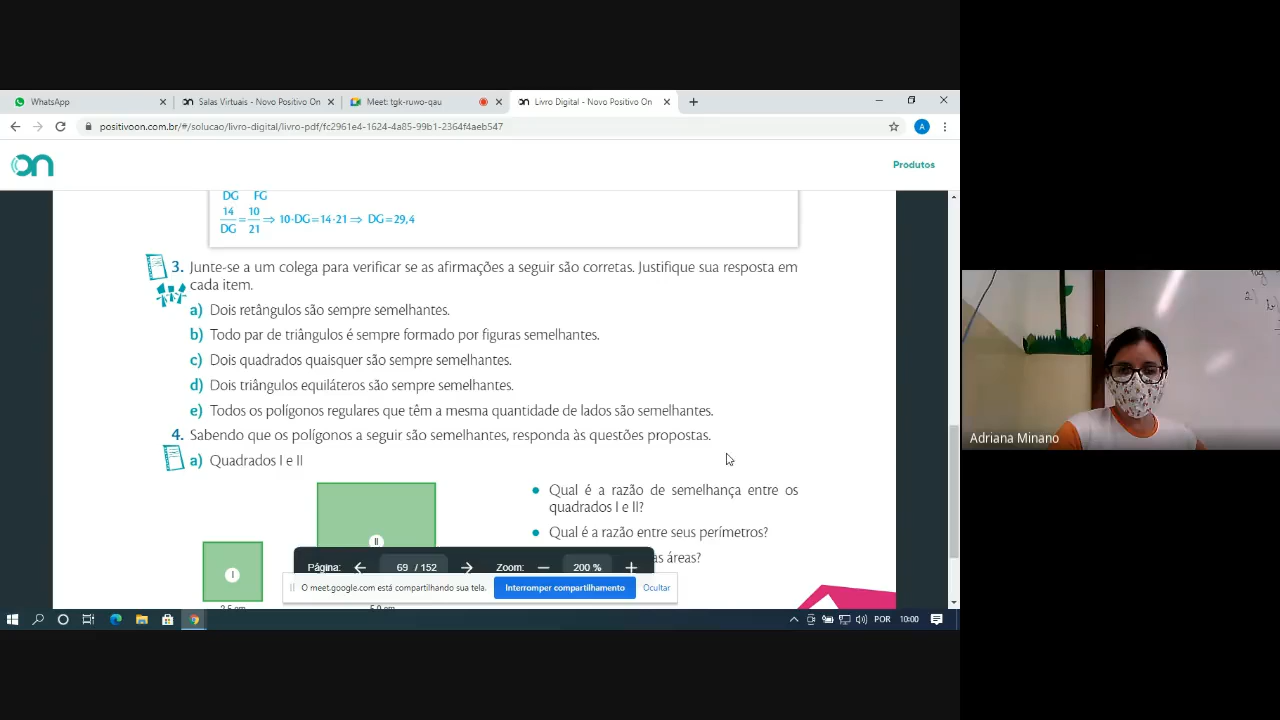 WhatsApp
Salas Virtuais - Novo Positivo On
Meet: tgk-ruwo-qau
Livro Digital - Novo Positivo On
positivoon.com.br/#/solucao/livro-digital/livro-pdf/fc2961e4-1624-4a85-99b1-2364f4aeb547
A
on
Produtos
DG FG
14/DG = 10/21 ⇒ 10·DG=14·21 ⇒ DG=29,4
3. Junte-se a um colega para verificar se as afirmações a seguir são corretas. Justifique sua resposta em
cada item.
a) Dois retângulos são sempre semelhantes.
b) Todo par de triângulos é sempre formado por figuras semelhantes.
c) Dois quadrados quaisquer são sempre semelhantes.
d) Dois triângulos equiláteros são sempre semelhantes.
e) Todos os polígonos regulares que têm a mesma quantidade de lados são semelhantes.
4. Sabendo que os polígonos a seguir são semelhantes, responda às questões propostas.
a) Quadrados I e II
I
II
• Qual é a razão de semelhança entre os
quadrados I e II?
• Qual é a razão entre seus perímetros?
as áreas?
Página: 69 / 152 Zoom: 200 %
O meet.google.com está compartilhando sua tela.
Interromper compartilhamento
Ocultar
POR 10:00
Adriana Minano
2)